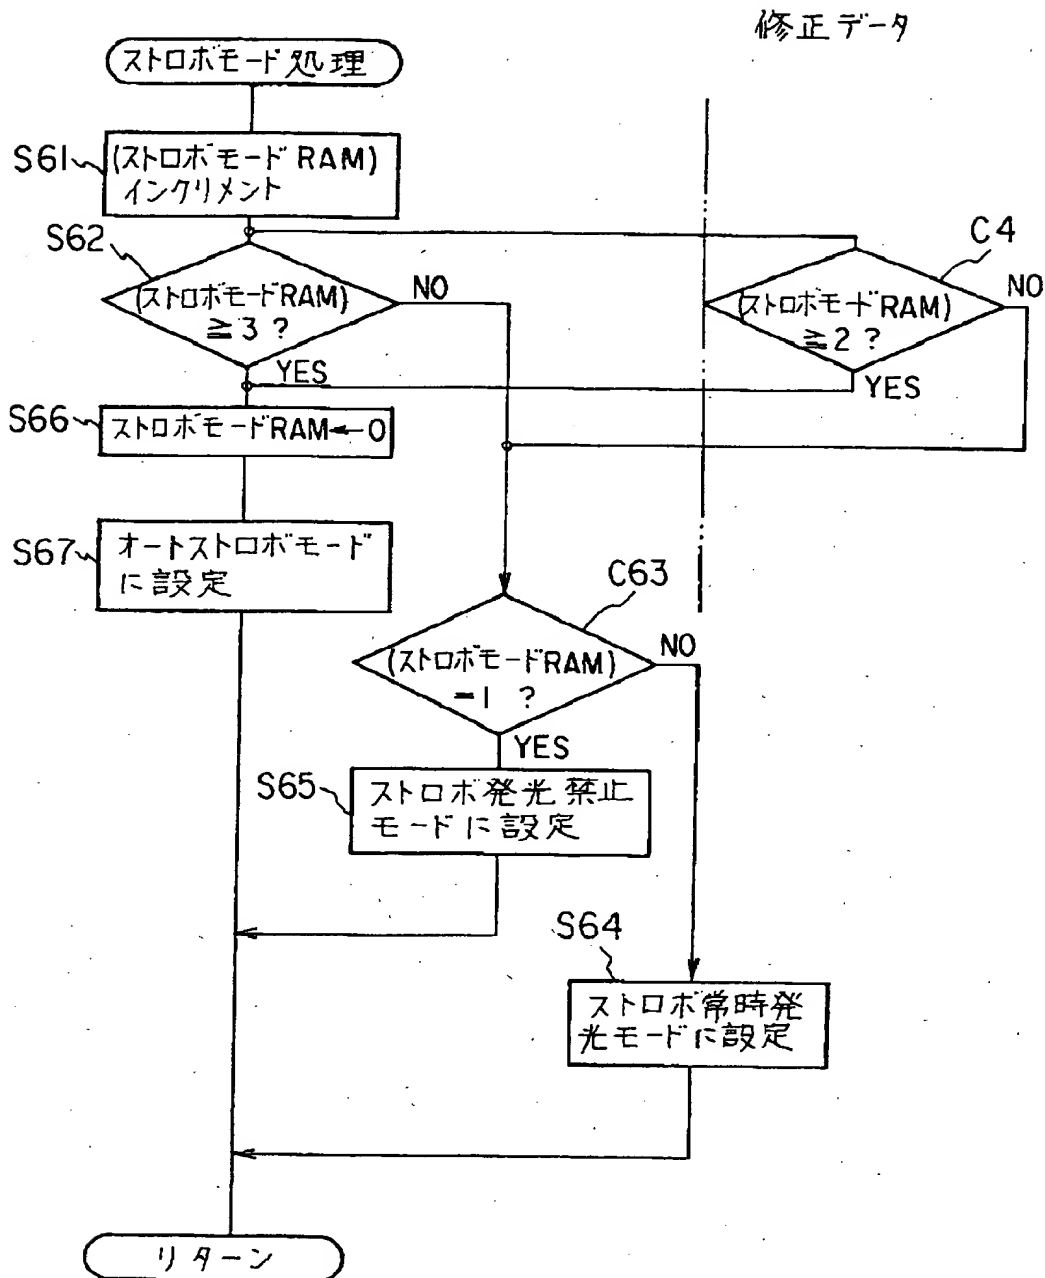 修正データ
ストロボモード処理
S61
(ストロボモードRAM)
インクリメント
S62
(ストロボモードRAM)
≧3?
NO
YES
C4
(ストロボモードRAM)
≧2?
NO
YES
S66
ストロボモードRAM←0
S67
オートストロボモード
に設定
C63
(ストロボモードRAM)
=1 ?
NO
YES
S65
ストロボ発光禁止
モードに設定
S64
ストロボ常時発
光モードに設定
リターン